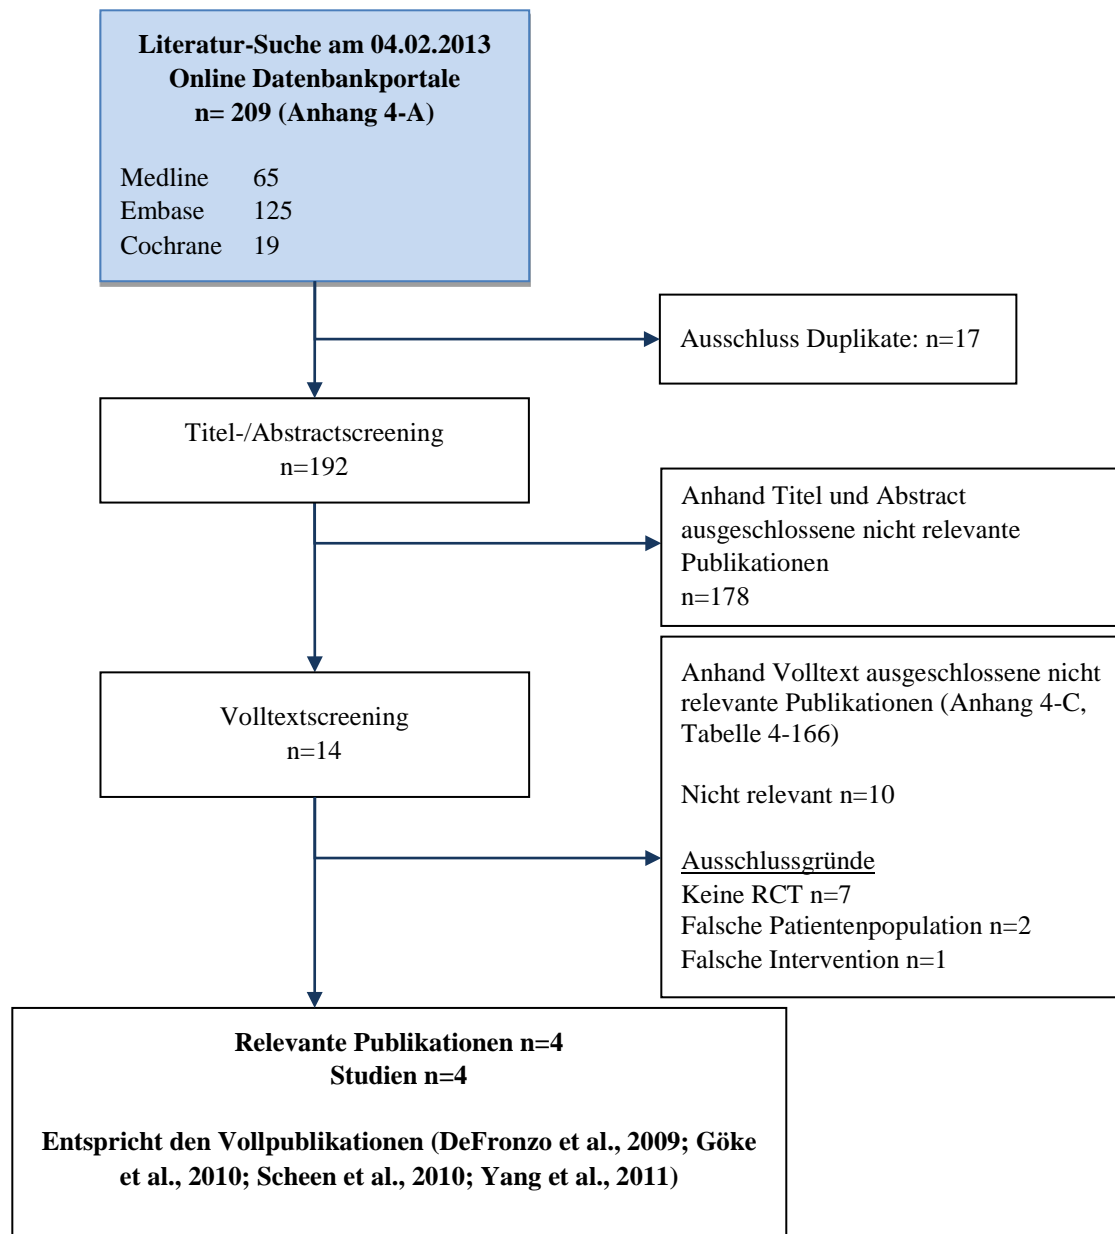 Literatur-Suche am 04.02.2013
Online Datenbankportale
n= 209 (Anhang 4-A)
Medline 65
Embase 125
Cochrane 19
Ausschluss Duplikate: n=17
Titel-/Abstractscreening
n=192
Anhand Titel und Abstract
ausgeschlossene nicht relevante
Publikationen
n=178
Volltextscreening
n=14
Anhand Volltext ausgeschlossene nicht
relevante Publikationen (Anhang 4-C,
Tabelle 4-166)
Nicht relevant n=10
Ausschlussgründe
Keine RCT n=7
Falsche Patientenpopulation n=2
Falsche Intervention n=1
Relevante Publikationen n=4
Studien n=4
Entspricht den Vollpublikationen (DeFronzo et al., 2009; Göke
et al., 2010; Scheen et al., 2010; Yang et al., 2011)